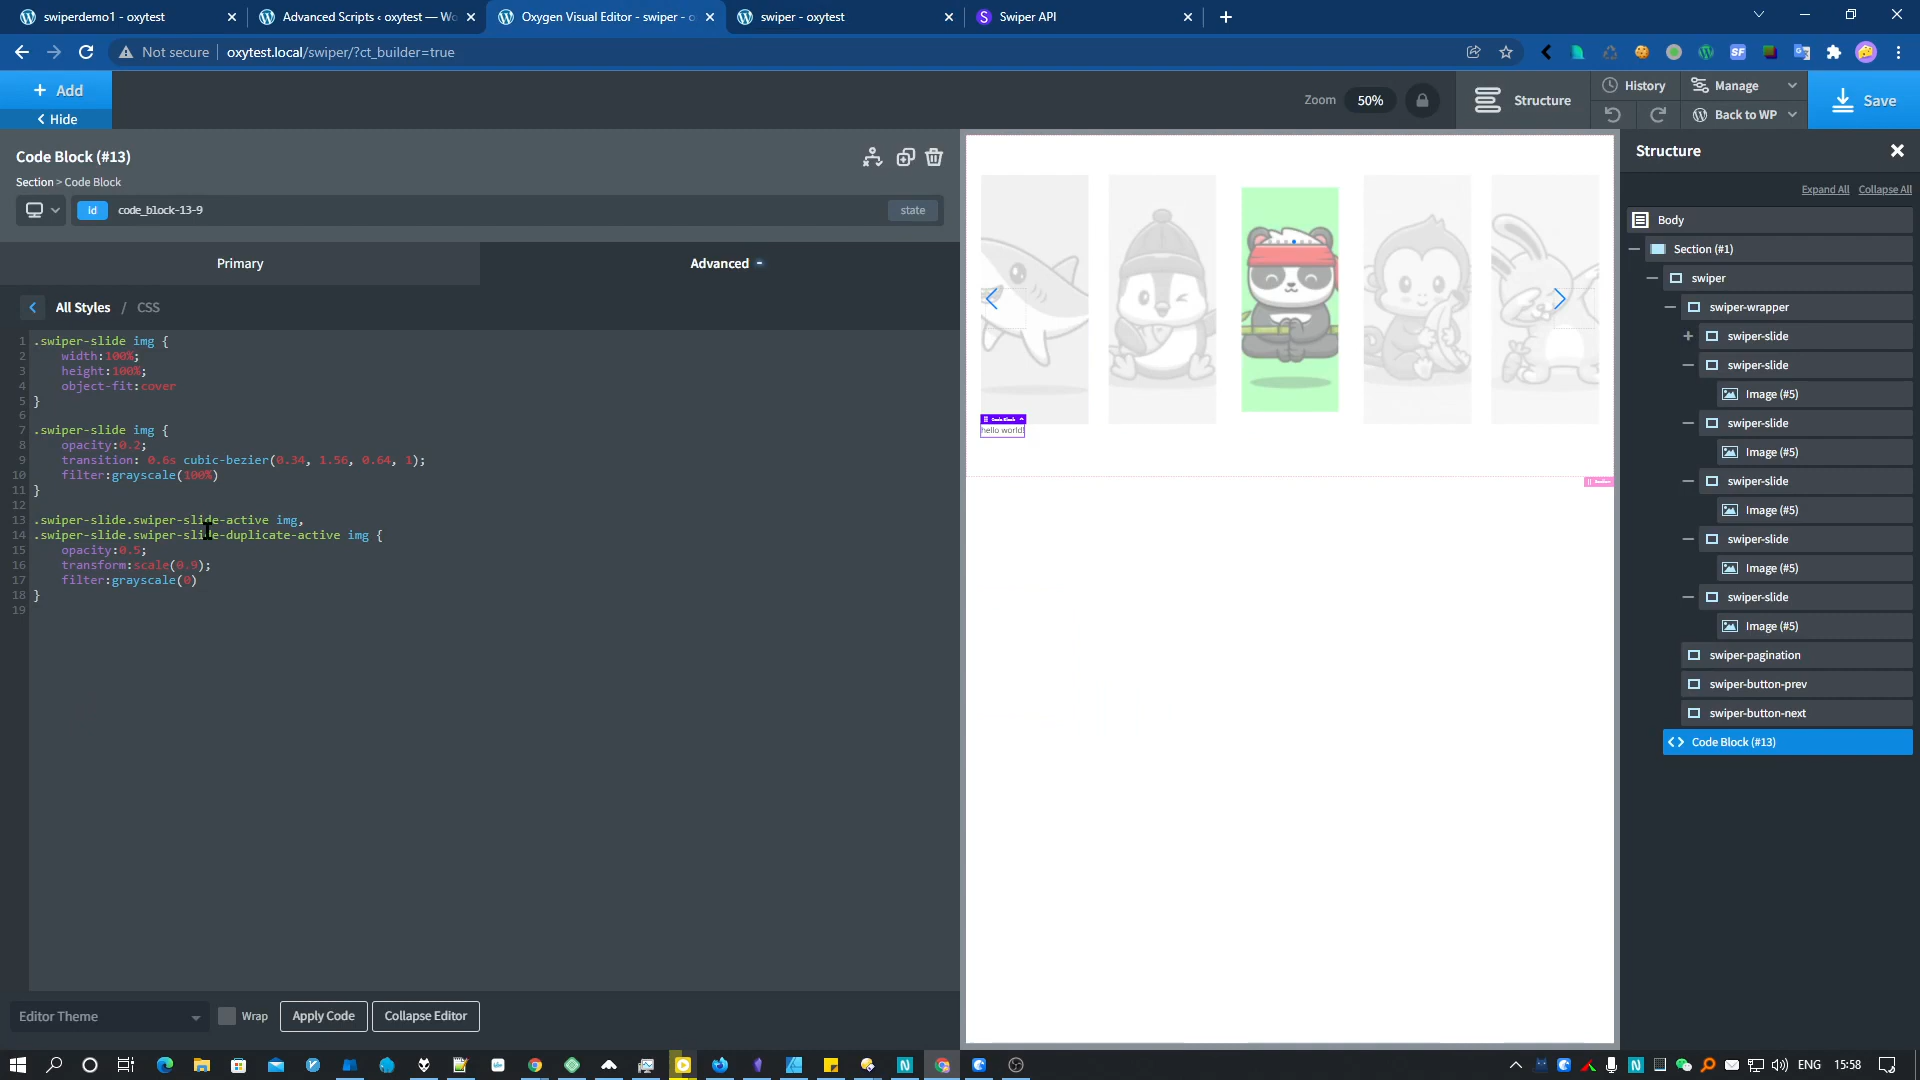 swiperdemo1 - oxytest
Advanced Scripts ‹ oxytest — Wo
Oxygen Visual Editor - swiper - o
swiper - oxytest
Swiper API
Not secure
oxytest.local/swiper/?ct_builder=true
+ Add
Hide
Zoom
50%
Structure
History
Manage
Back to WP
Save
Code Block (#13)
Section > Code Block
id
code_block-13-9
state
Primary
Advanced
All Styles / CSS
1 .swiper-slide img {
2 width:100%;
3 height:100%;
4 object-fit:cover
5 }
6
7 .swiper-slide img {
8 opacity:0.2;
9 transition: 0.6s cubic-bezier(0.34, 1.56, 0.64, 1);
10 filter:grayscale(100%)
11 }
12
13 .swiper-slide.swiper-slide-active img,
14 .swiper-slide.swiper-slide-duplicate-active img {
15 opacity:0.5;
16 transform:scale(0.9);
17 filter:grayscale(0)
18 }
19
Editor Theme
Wrap
Apply Code
Collapse Editor
Code Block
hello world!
Structure
Expand All
Collapse All
Body
Section (#1)
swiper
swiper-wrapper
swiper-slide
swiper-slide
Image (#5)
swiper-slide
Image (#5)
swiper-slide
Image (#5)
swiper-slide
Image (#5)
swiper-slide
Image (#5)
swiper-pagination
swiper-button-prev
swiper-button-next
Code Block (#13)
ENG
15:58